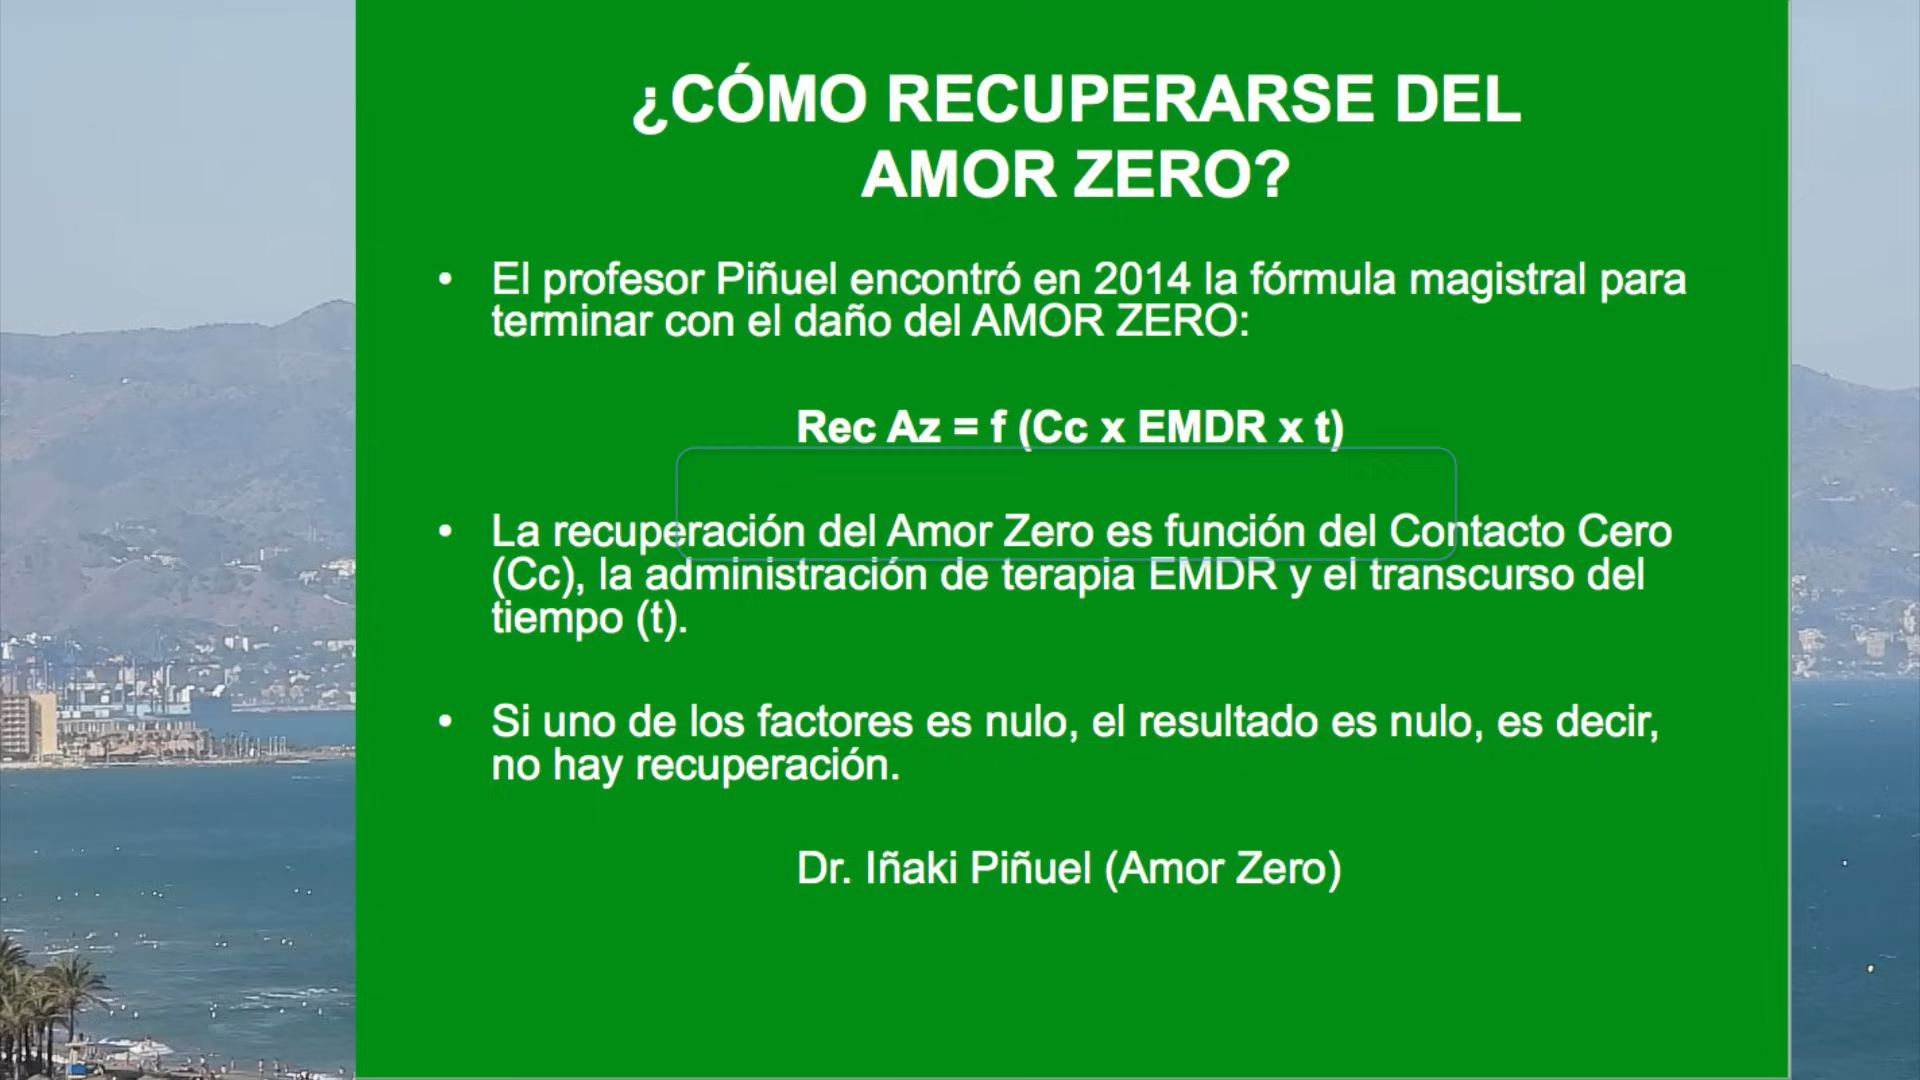 ¿CÓMO RECUPERARSE DEL
AMOR ZERO?
• El profesor Piñuel encontró en 2014 la fórmula magistral para
terminar con el daño del AMOR ZERO:
Rec Az = f (Cc x EMDR x t)
• La recuperación del Amor Zero es función del Contacto Cero
(Cc), la administración de terapia EMDR y el transcurso del
tiempo (t).
• Si uno de los factores es nulo, el resultado es nulo, es decir,
no hay recuperación.
Dr. Iñaki Piñuel (Amor Zero)